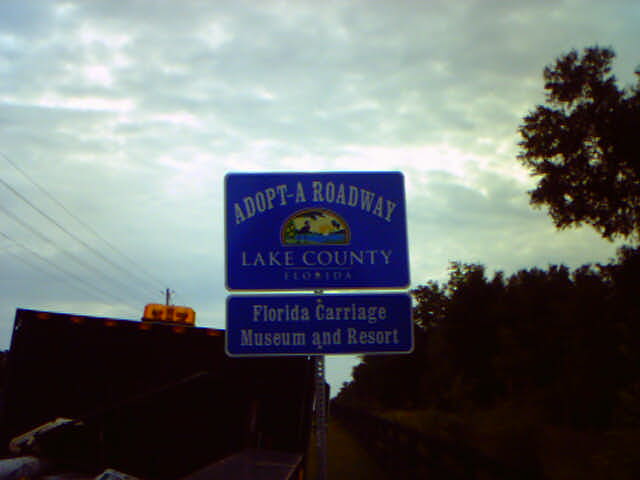 ADOPT-A ROADWAY
LAKE COUNTY
FLORIDA
Florida Carriage
Museum and Resort